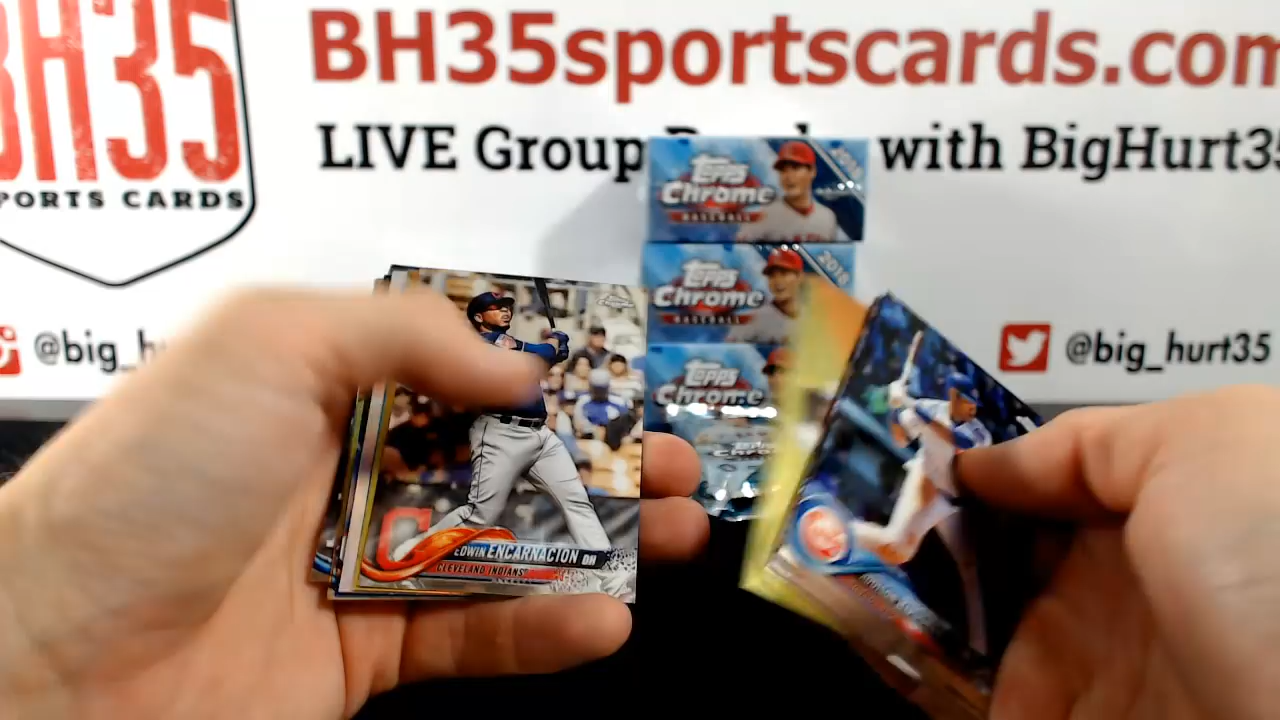 BH35
SPORTS CARDS
BH35sportscards.com
LIVE Group with BigHurt35
@big_h
@big_hurt35
Topps
Chrome
BASEBALL
2018
Topps
Chrome
BASEBALL
2018
Topps
Chrome
EDWIN ENCARNACION DH
CLEVELAND INDIANS